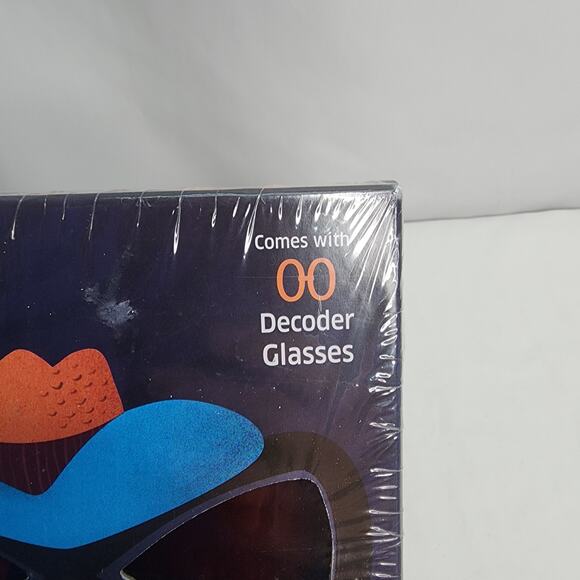 Comes with
Decoder
Glasses